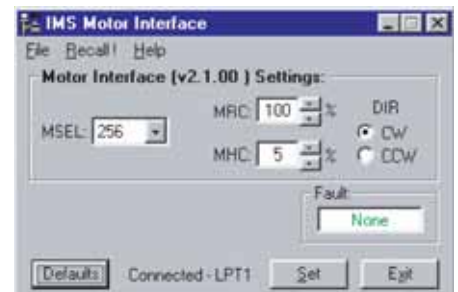 IMS Motor Interface
File Recall! Help
Motor Interface (v2.1.00 ) Settings:
MSEL: 256
MRC: 100 %
MHC: 5 %
DIR
CW
CCW
Fault:
None
Defaults Connected - LPT1 Set Exit